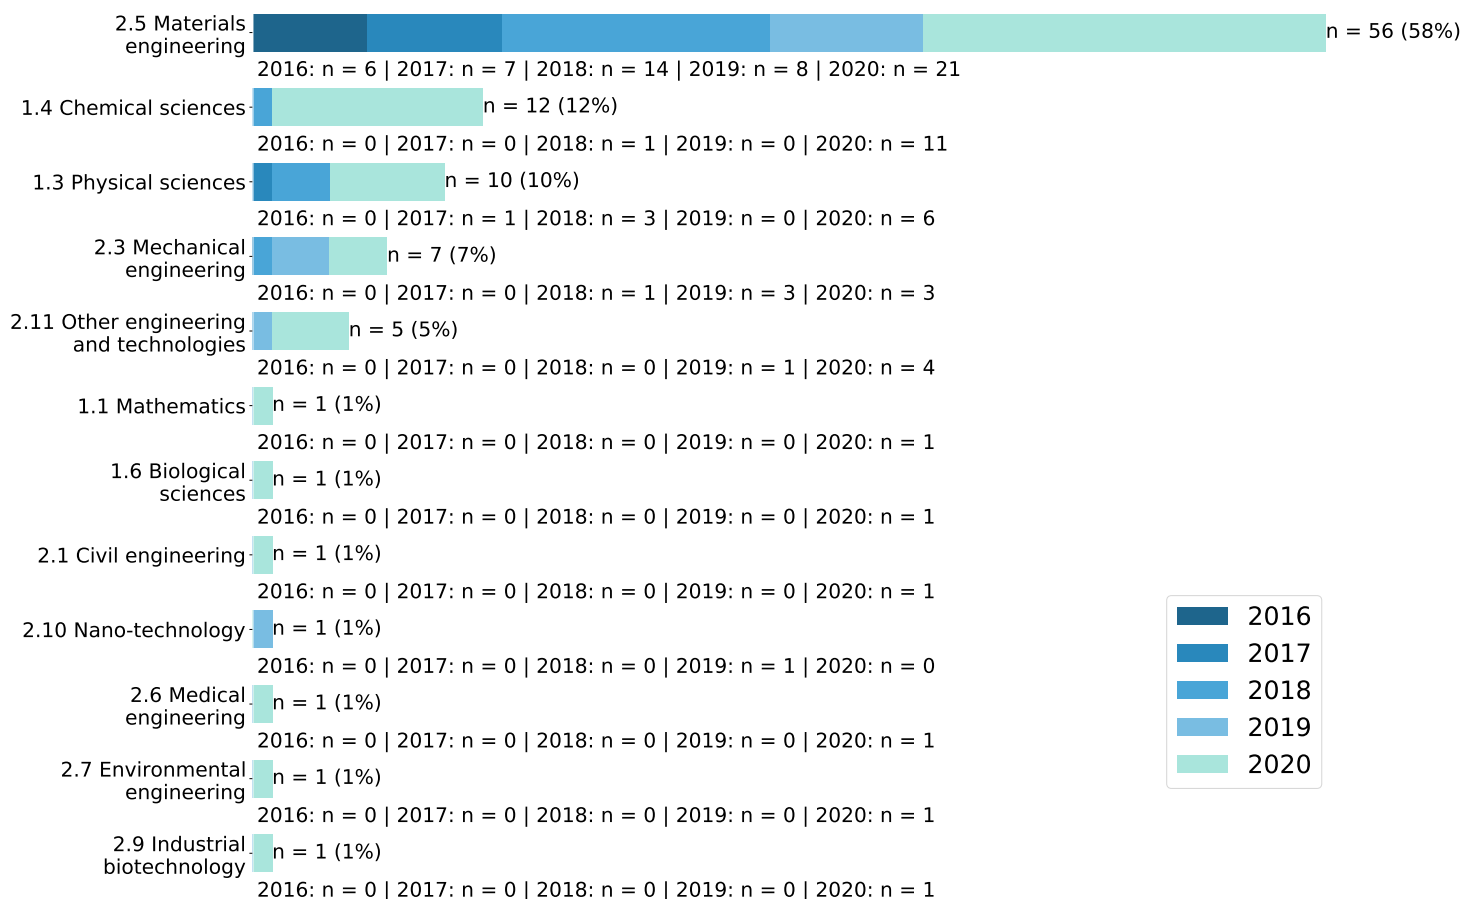 2.5 Materials
engineering
n = 56 (58%)
2016: n = 6 | 2017: n = 7 | 2018: n = 14 | 2019: n = 8 | 2020: n = 21
1.4 Chemical sciences
n = 12 (12%)
2016: n = 0 | 2017: n = 0 | 2018: n = 1 | 2019: n = 0 | 2020: n = 11
1.3 Physical sciences
n = 10 (10%)
2016: n = 0 | 2017: n = 1 | 2018: n = 3 | 2019: n = 0 | 2020: n = 6
2.3 Mechanical
engineering
n = 7 (7%)
2016: n = 0 | 2017: n = 0 | 2018: n = 1 | 2019: n = 3 | 2020: n = 3
2.11 Other engineering
and technologies
n = 5 (5%)
2016: n = 0 | 2017: n = 0 | 2018: n = 0 | 2019: n = 1 | 2020: n = 4
1.1 Mathematics
n = 1 (1%)
2016: n = 0 | 2017: n = 0 | 2018: n = 0 | 2019: n = 0 | 2020: n = 1
1.6 Biological
sciences
n = 1 (1%)
2016: n = 0 | 2017: n = 0 | 2018: n = 0 | 2019: n = 0 | 2020: n = 1
2.1 Civil engineering
n = 1 (1%)
2016: n = 0 | 2017: n = 0 | 2018: n = 0 | 2019: n = 0 | 2020: n = 1
2.10 Nano-technology
n = 1 (1%)
2016: n = 0 | 2017: n = 0 | 2018: n = 0 | 2019: n = 1 | 2020: n = 0
2.6 Medical
engineering
n = 1 (1%)
2016: n = 0 | 2017: n = 0 | 2018: n = 0 | 2019: n = 0 | 2020: n = 1
2.7 Environmental
engineering
n = 1 (1%)
2016: n = 0 | 2017: n = 0 | 2018: n = 0 | 2019: n = 0 | 2020: n = 1
2.9 Industrial
biotechnology
n = 1 (1%)
2016: n = 0 | 2017: n = 0 | 2018: n = 0 | 2019: n = 0 | 2020: n = 1
2016
2017
2018
2019
2020